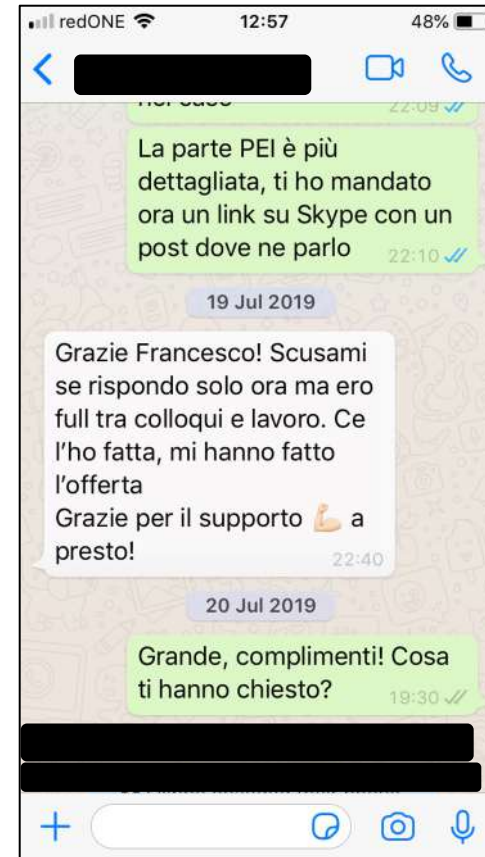 redONE 12:57 48%
22:09
La parte PEI è più
dettagliata, ti ho mandato
ora un link su Skype con un
post dove ne parlo 22:10
19 Jul 2019
Grazie Francesco! Scusami
se rispondo solo ora ma ero
full tra colloqui e lavoro. Ce
l'ho fatta, mi hanno fatto
l'offerta
Grazie per il supporto 💪🏻 a
presto! 22:40
20 Jul 2019
Grande, complimenti! Cosa
ti hanno chiesto? 19:30